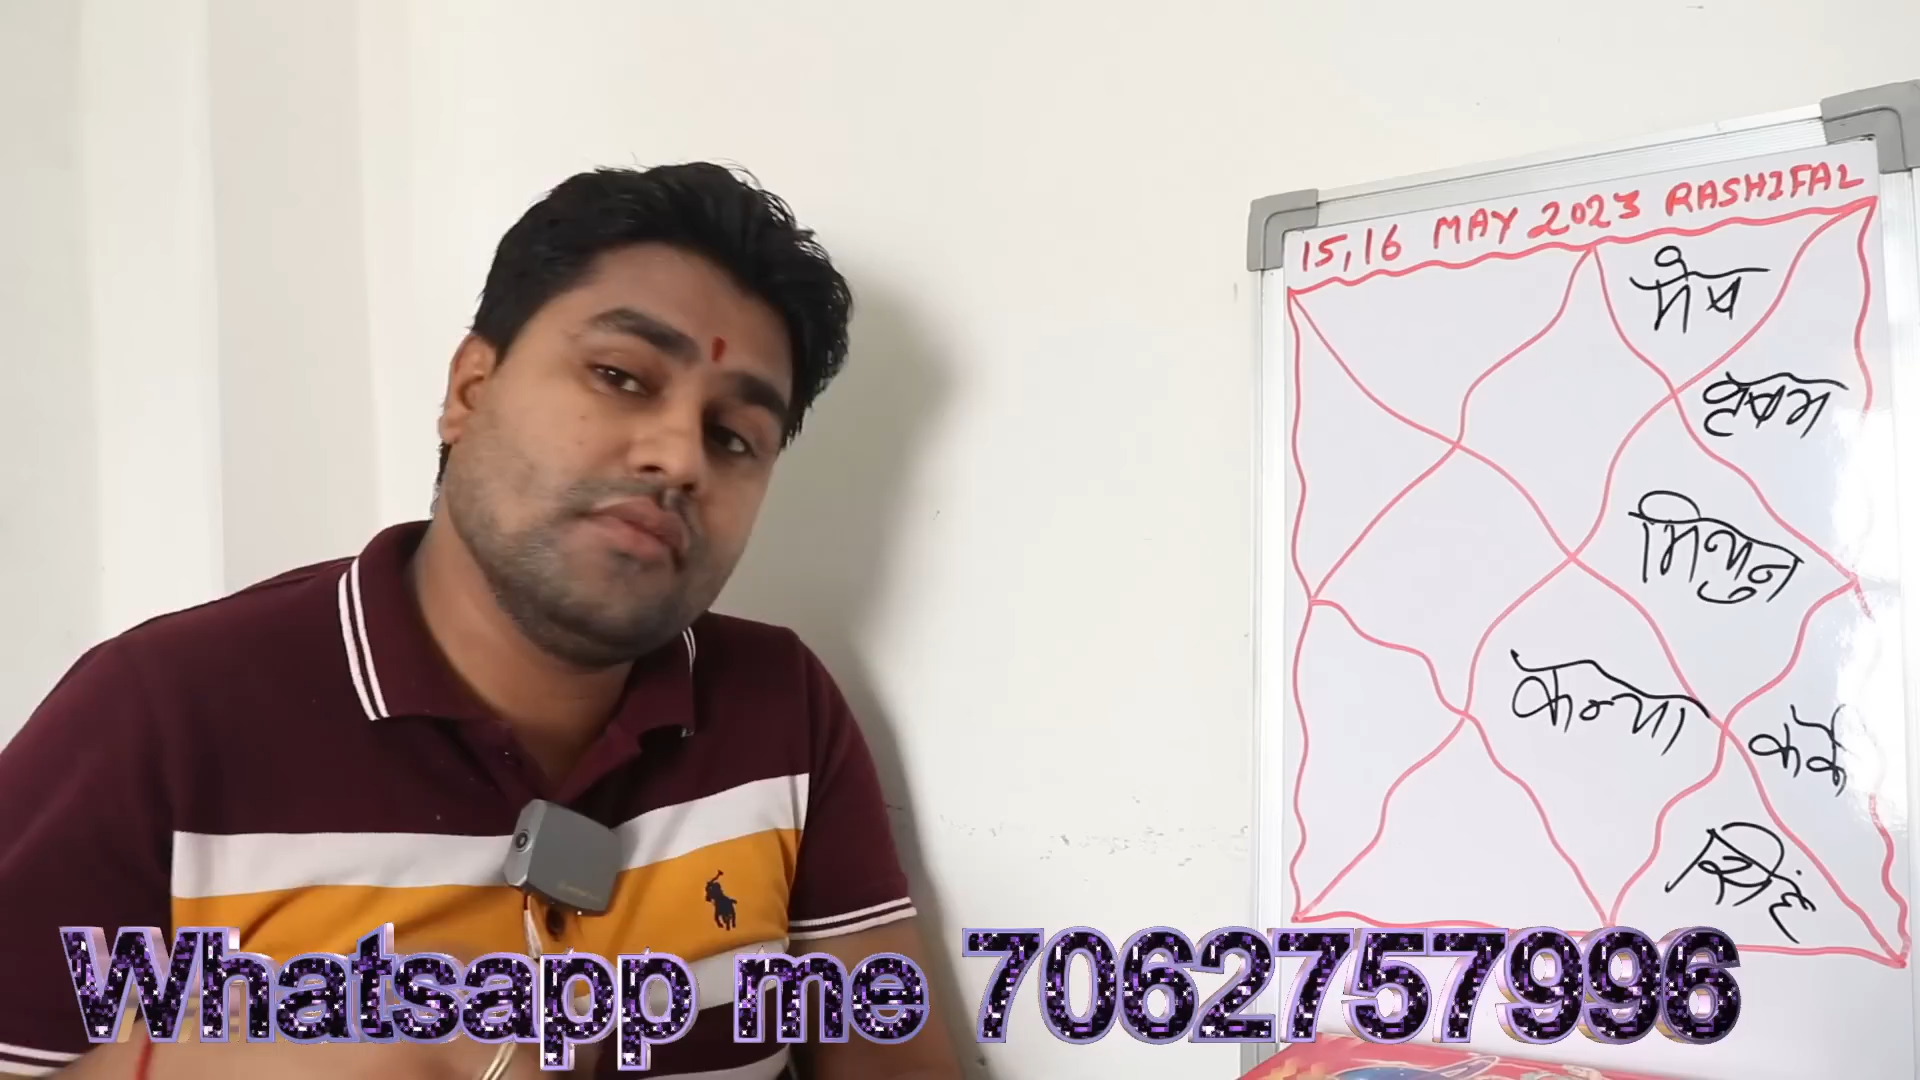 15,16 MAY 2023 RASHIFAL
मेष
वृषभ
मिथुन
कन्या
कर्क
सिंह
Whatsapp me 7062757996